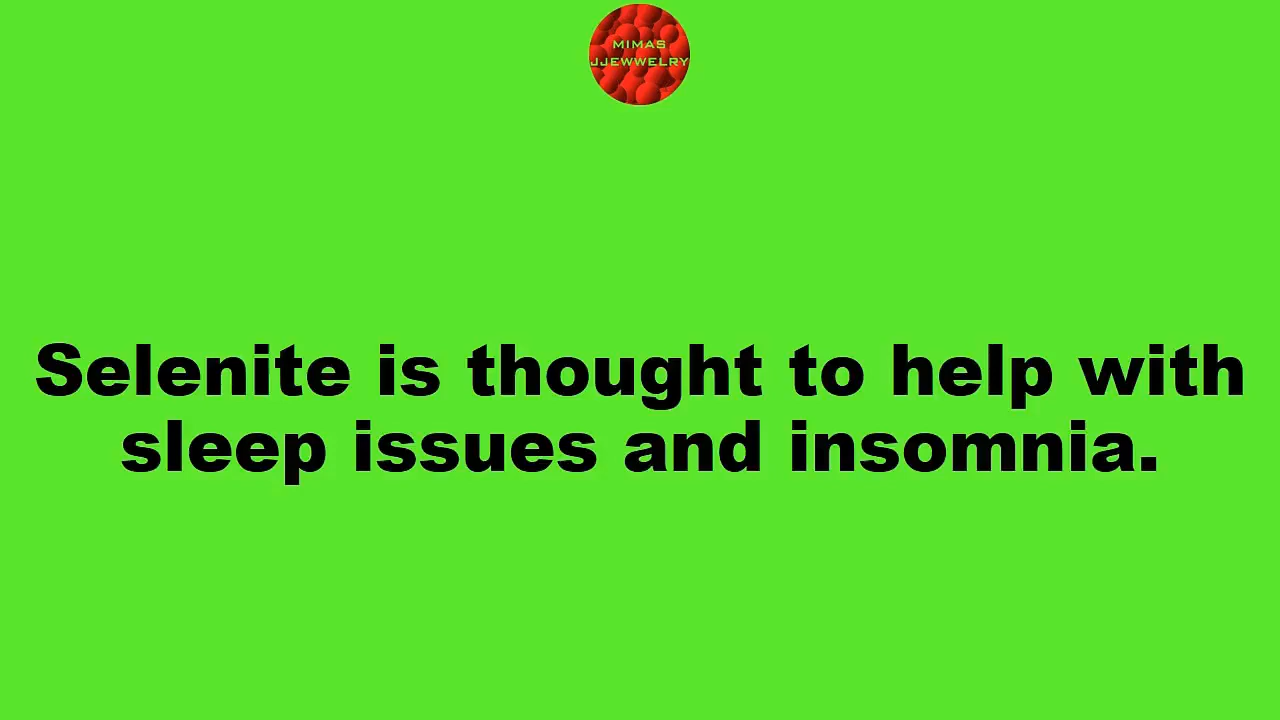 MIMAS
JJEWWELRY
Selenite is thought to help with
sleep issues and insomnia.